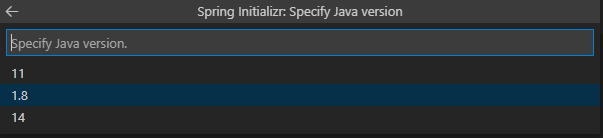 Spring Initializr: Specify Java version
Specify Java version.
11
1.8
14